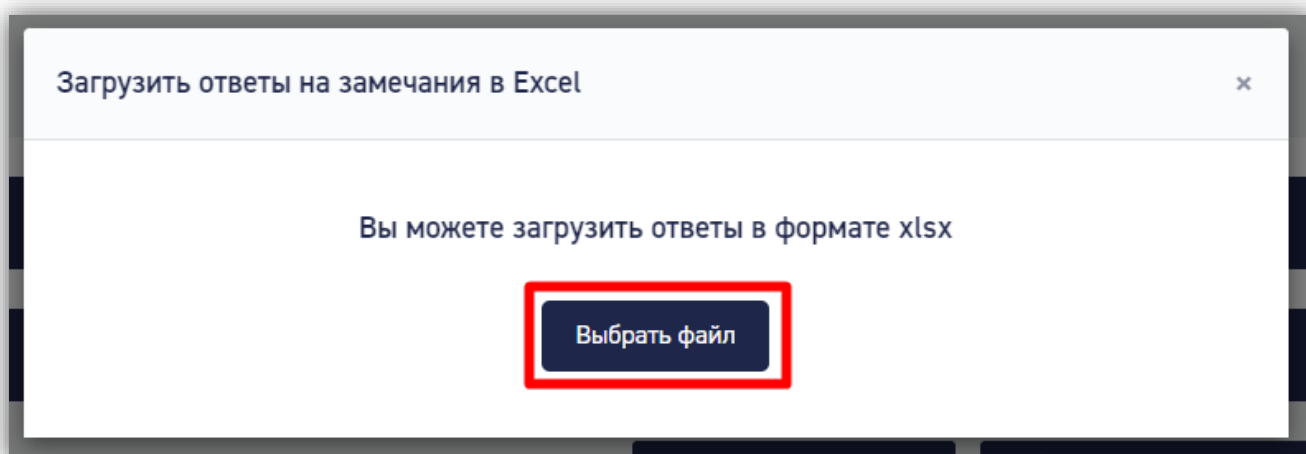 Загрузить ответы на замечания в Excel
×
Вы можете загрузить ответы в формате xlsx
Выбрать файл